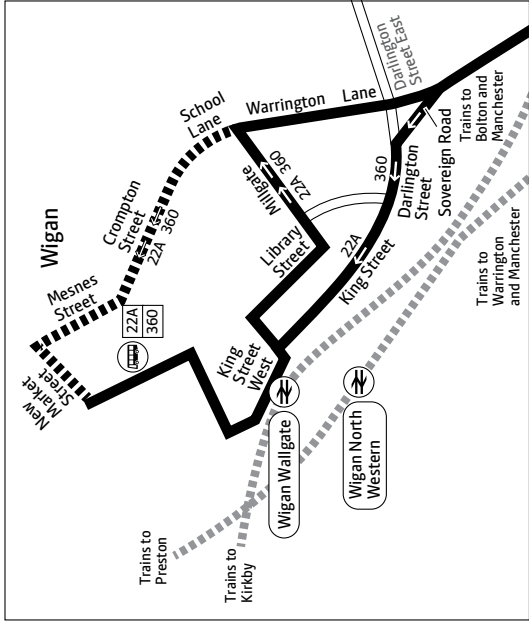 Wigan
New
Market
Street
Mesnes
Street
Crompton
Street
22A
360
School
Lane
Warrington
Lane
Darlington
Street East
22A
360
Millgate
360
22A 360
Library
Street
King
Street
West
22A
King Street
360
Darlington
Street
Sovereign Road
Wigan Wallgate
Wigan North
Western
Trains to
Preston
Trains to
Kirkby
Trains to
Warrington
and Manchester
Trains to
Bolton and
Manchester